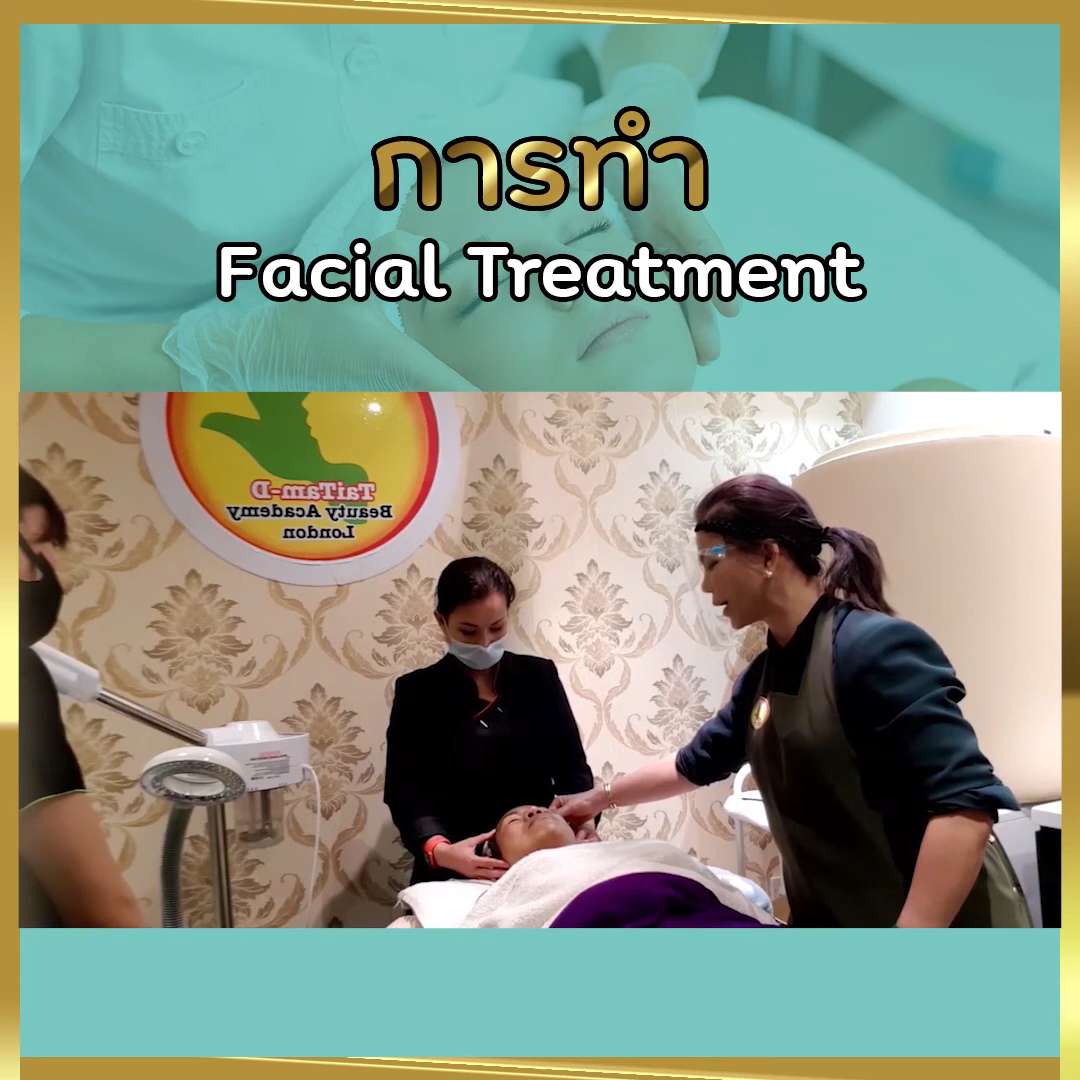 การทำ
Facial Treatment
TaiTam-D
Beauty Academy
London